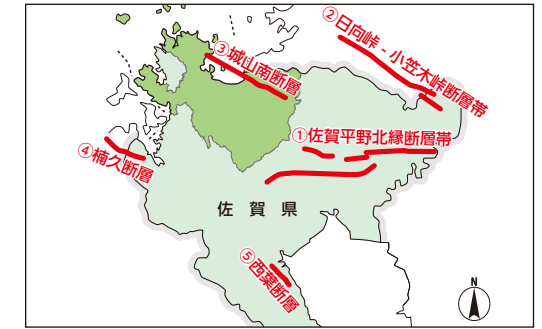 ②日向峠-小笠木峠断層帯
③城山南断層
①佐賀平野北縁断層帯
④楠久断層
佐賀県
⑤西葉断層
N